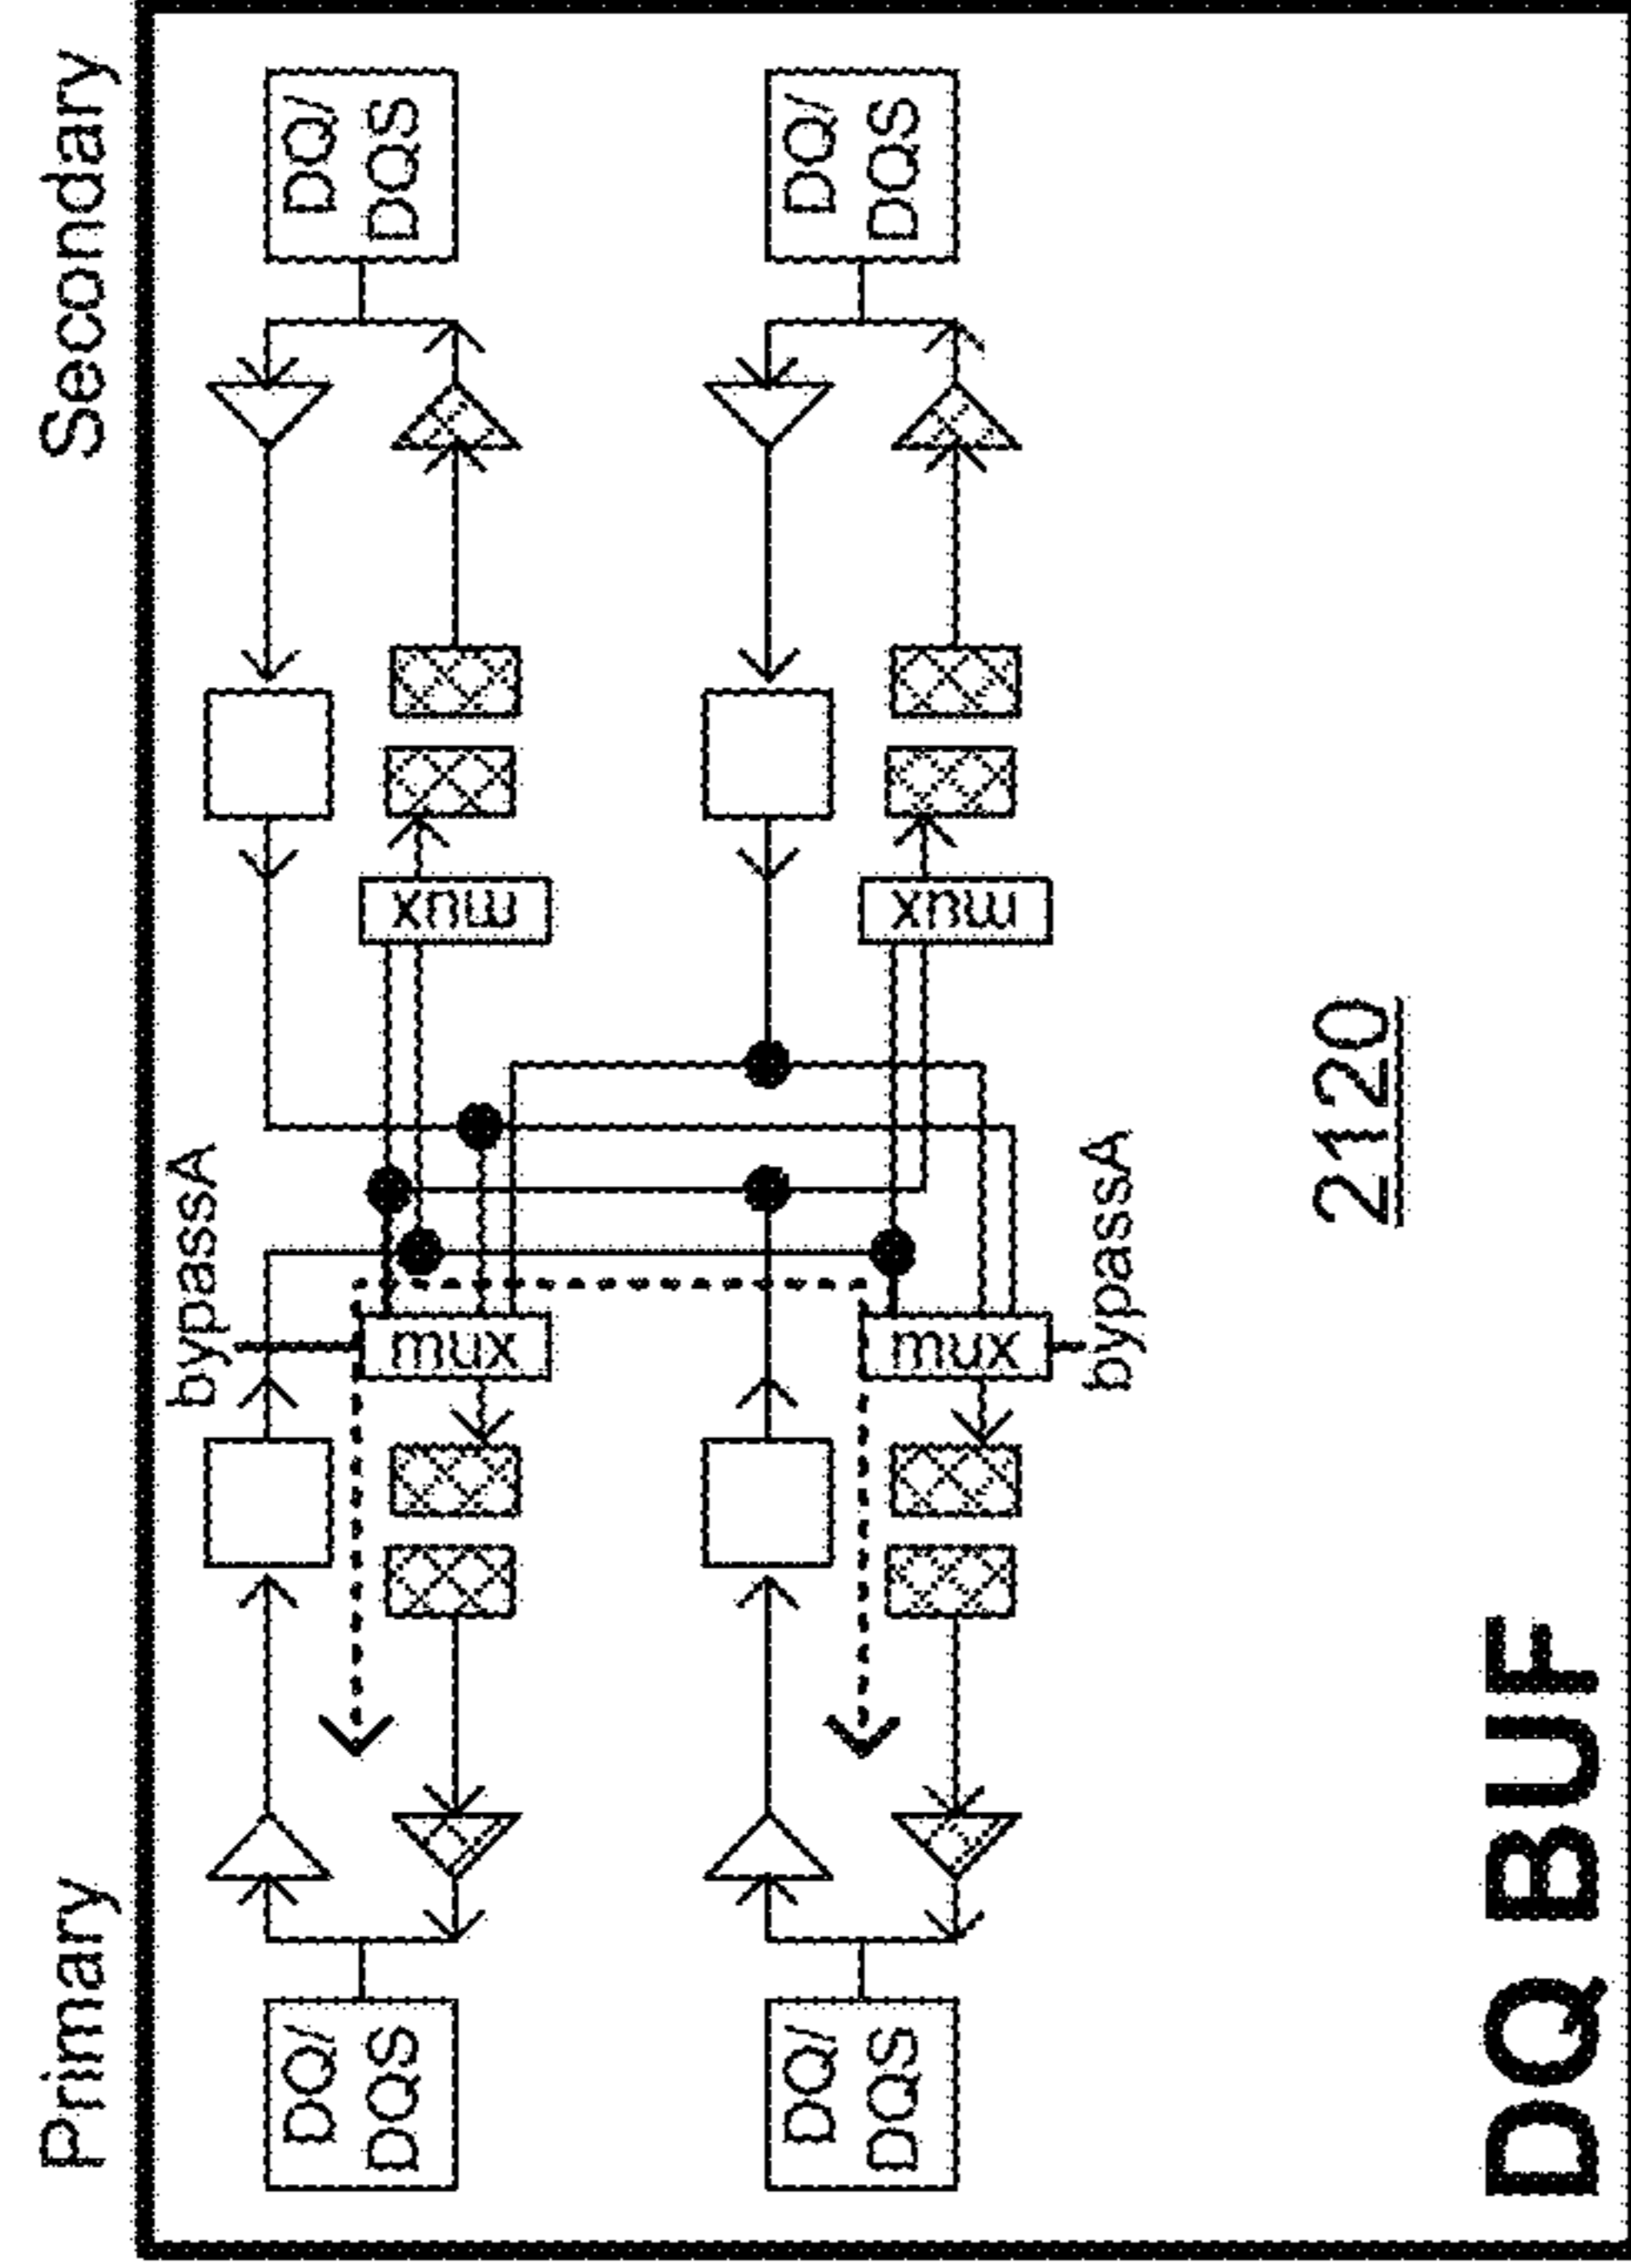 Primary
Secondary
bypassA
DQ/
DQS
DQ/
DQS
mux
mux
DQ/
DQS
DQ/
DQS
mux
mux
bypassA
2120
DQ BUF